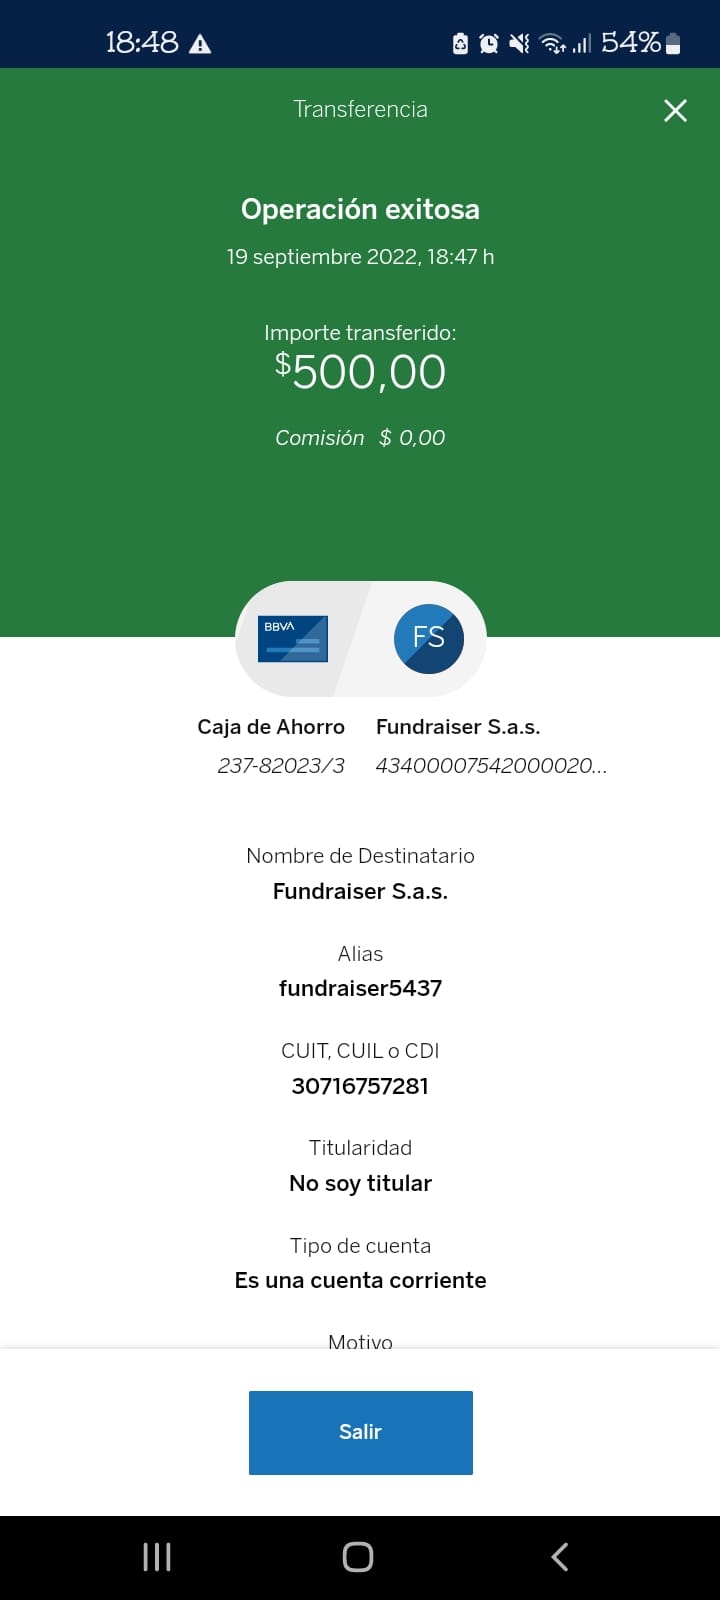 18:48 54%
Transferencia
Operación exitosa
19 septiembre 2022, 18:47 h
Importe transferido:
$500,00
Comisión $ 0,00
BBVA FS
Caja de Ahorro Fundraiser S.a.s.
237-82023/3 43400007542000020...
Nombre de Destinatario
Fundraiser S.a.s.
Alias
fundraiser5437
CUIT, CUIL o CDI
30716757281
Titularidad
No soy titular
Tipo de cuenta
Es una cuenta corriente
Motivo
Salir